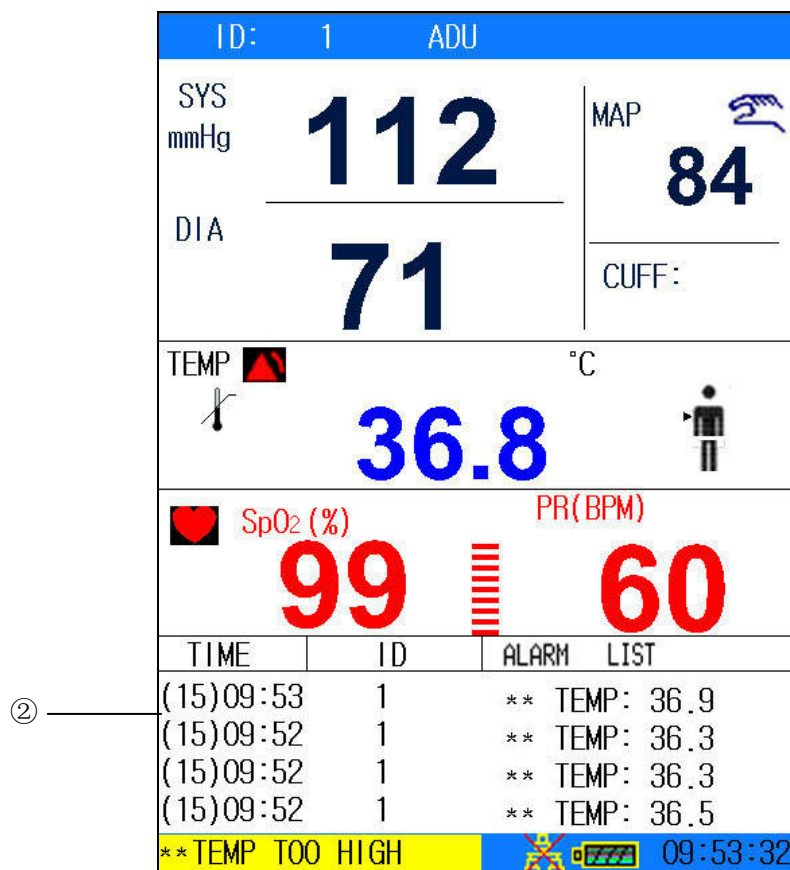 ID: 1 ADU
SYS
mmHg
112
MAP
84
DIA
71
CUFF:
TEMP °C
36.8
SpO2 (%) PR(BPM)
99 60
TIME ID ALARM LIST
(15)09:53 1 ** TEMP: 36.9
② (15)09:52 1 ** TEMP: 36.3
(15)09:52 1 ** TEMP: 36.3
(15)09:52 1 ** TEMP: 36.5
**TEMP TOO HIGH 09:53:32